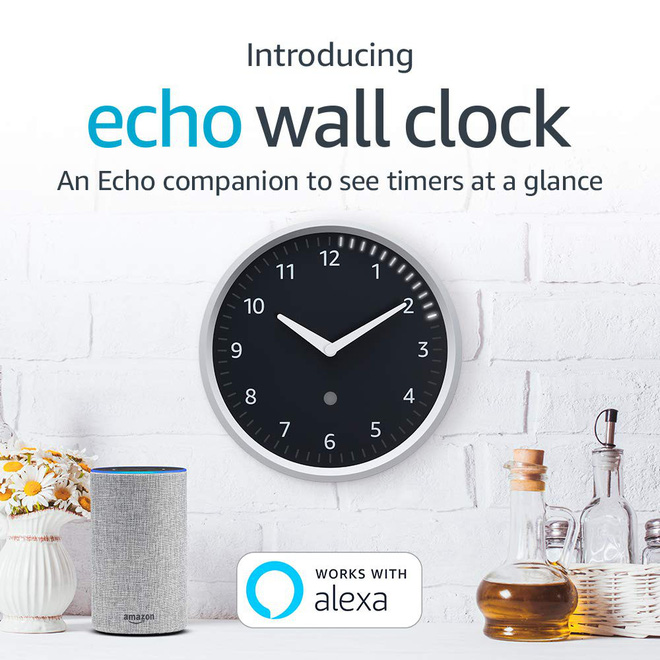 Introducing
echo wall clock
An Echo companion to see timers at a glance
12
11
1
10
2
9
3
8
4
7
5
6
amazon
WORKS WITH
alexa